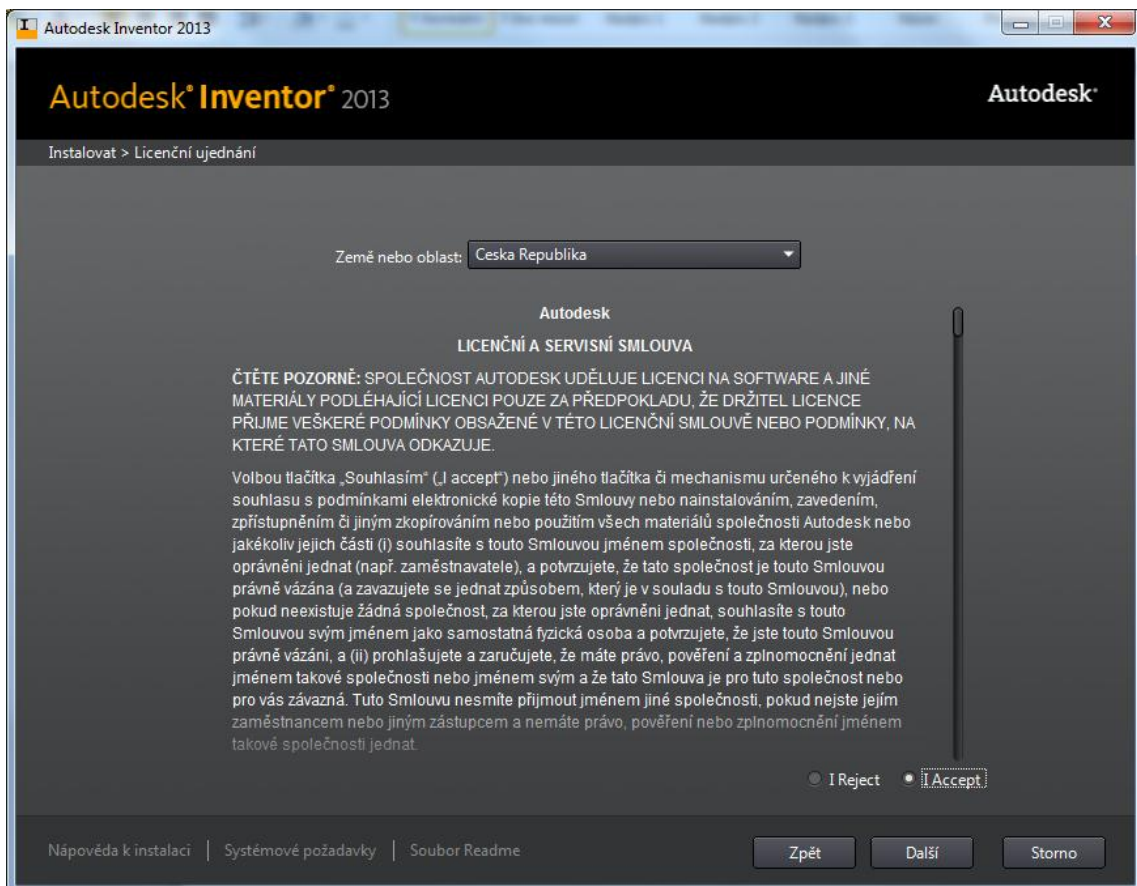 Autodesk Inventor 2013
Autodesk® Inventor® 2013
Autodesk®
Instalovat > Licenční ujednání
Země nebo oblast: Ceska Republika
Autodesk
LICENČNÍ A SERVISNÍ SMLOUVA
ČTĚTE POZORNĚ: SPOLEČNOST AUTODESK UDĚLUJE LICENCI NA SOFTWARE A JINÉ
MATERIÁLY PODLÉHAJÍCÍ LICENCI POUZE ZA PŘEDPOKLADU, ŽE DRŽITEL LICENCE
PŘIJME VEŠKERÉ PODMÍNKY OBSAŽENÉ V TÉTO LICENČNÍ SMLOUVĚ NEBO PODMÍNKY, NA
KTERÉ TATO SMLOUVA ODKAZUJE.
Volbou tlačítka „Souhlasím“ („I accept“) nebo jiného tlačítka či mechanismu určeného k vyjádření
souhlasu s podmínkami elektronické kopie této Smlouvy nebo nainstalováním, zavedením,
zpřístupněním či jiným zkopírováním nebo použitím všech materiálů společnosti Autodesk nebo
jakékoliv jejich části (i) souhlasíte s touto Smlouvou jménem společnosti, za kterou jste
oprávněni jednat (např. zaměstnavatele), a potvrzujete, že tato společnost je touto Smlouvou
právně vázána (a zavazujete se jednat způsobem, který je v souladu s touto Smlouvou), nebo
pokud neexistuje žádná společnost, za kterou jste oprávněni jednat, souhlasíte s touto
Smlouvou svým jménem jako samostatná fyzická osoba a potvrzujete, že jste touto Smlouvou
právně vázáni, a (ii) prohlašujete a zaručujete, že máte právo, pověření a zplnomocnění jednat
jménem takové společnosti nebo jménem svým a že tato Smlouva je pro tuto společnost nebo
pro vás závazná. Tuto Smlouvu nesmíte přijmout jménem jiné společnosti, pokud nejste jejím
zaměstnancem nebo jiným zástupcem a nemáte právo, pověření nebo zplnomocnění jménem
takové společnosti jednat.
I Reject I Accept
Nápověda k instalaci | Systémové požadavky | Soubor Readme
Zpět Další Storno